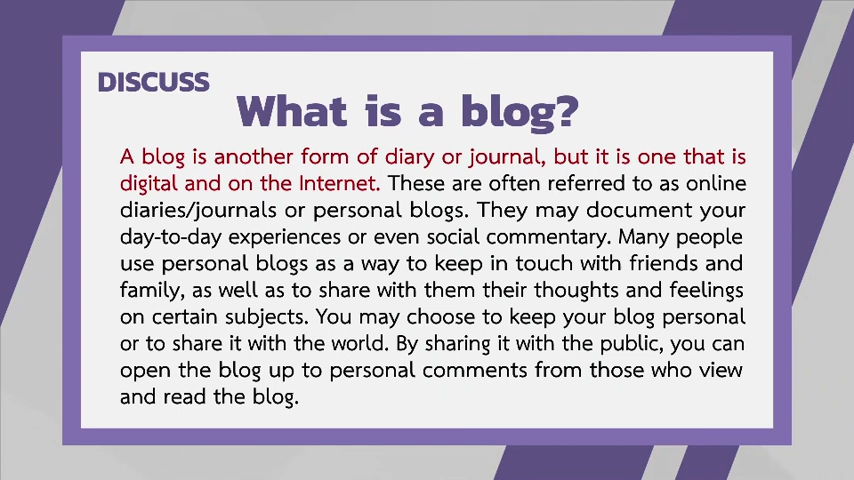 DISCUSS
What is a blog?
A blog is another form of diary or journal, but it is one that is
digital and on the Internet. These are often referred to as online
diaries/journals or personal blogs. They may document your
day-to-day experiences or even social commentary. Many people
use personal blogs as a way to keep in touch with friends and
family, as well as to share with them their thoughts and feelings
on certain subjects. You may choose to keep your blog personal
or to share it with the world. By sharing it with the public, you can
open the blog up to personal comments from those who view
and read the blog.